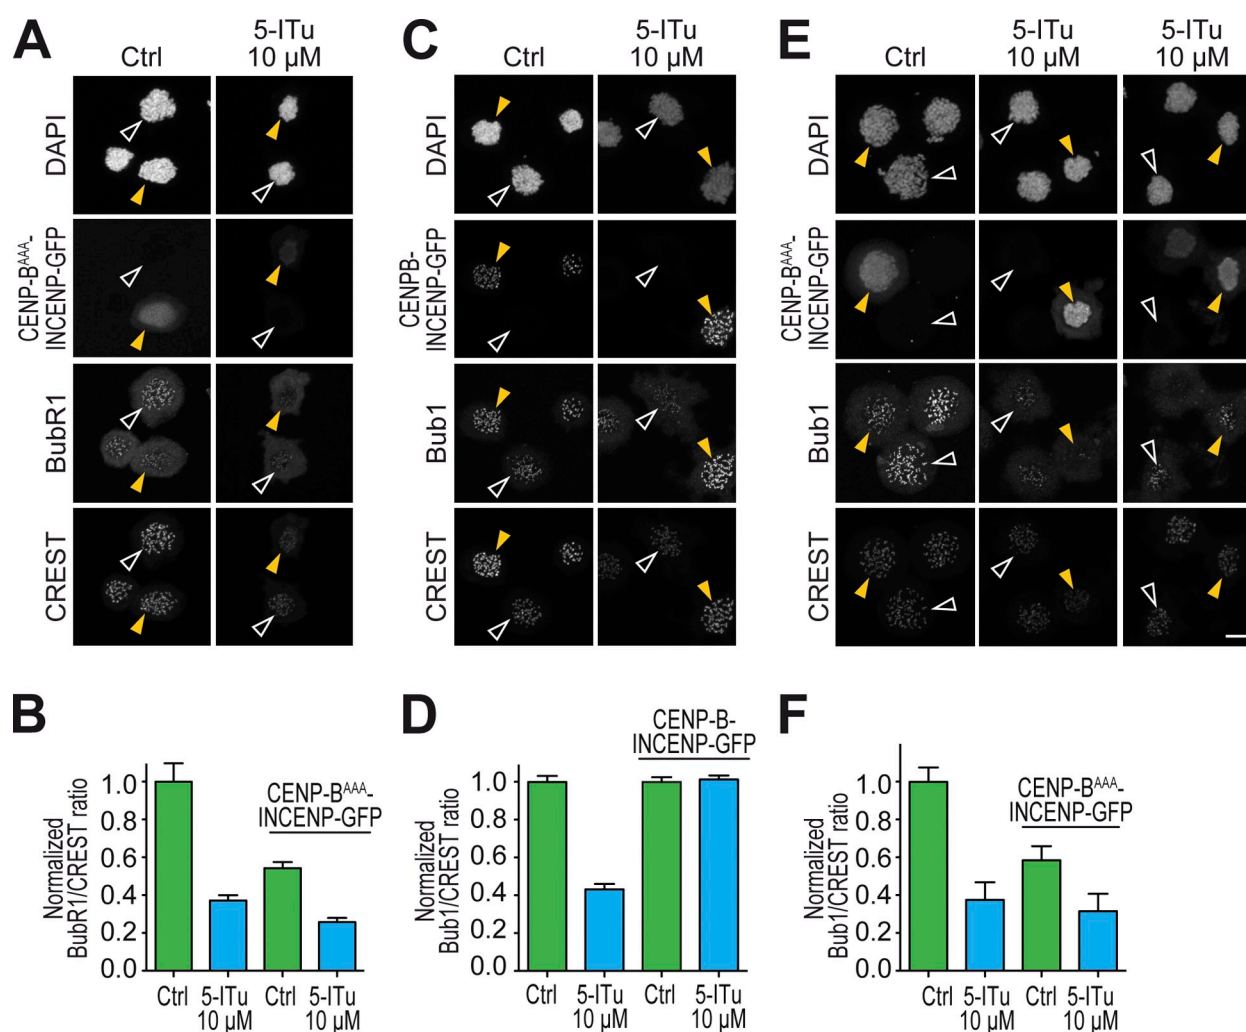 A
Ctrl
5-ITu
10 µM
DAPI
CENP-B^AAA-
INCENP-GFP
BubR1
CREST
C
Ctrl
5-ITu
10 µM
DAPI
CENPB-
INCENP-GFP
Bub1
CREST
E
Ctrl
5-ITu
10 µM
5-ITu
10 µM
DAPI
CENP-B^AAA-
INCENP-GFP
Bub1
CREST
B
Normalized
BubR1/CREST ratio
1.0
0.8
0.6
0.4
0.2
0.0
CENP-B^AAA-
INCENP-GFP
Ctrl
5-ITu
10 µM
Ctrl
5-ITu
10 µM
D
Normalized
Bub1/CREST ratio
1.0
0.8
0.6
0.4
0.2
0.0
CENP-B-
INCENP-GFP
Ctrl
5-ITu
10 µM
Ctrl
5-ITu
10 µM
F
Normalized
Bub1/CREST ratio
1.0
0.8
0.6
0.4
0.2
0.0
CENP-B^AAA-
INCENP-GFP
Ctrl
5-ITu
10 µM
Ctrl
5-ITu
10 µM